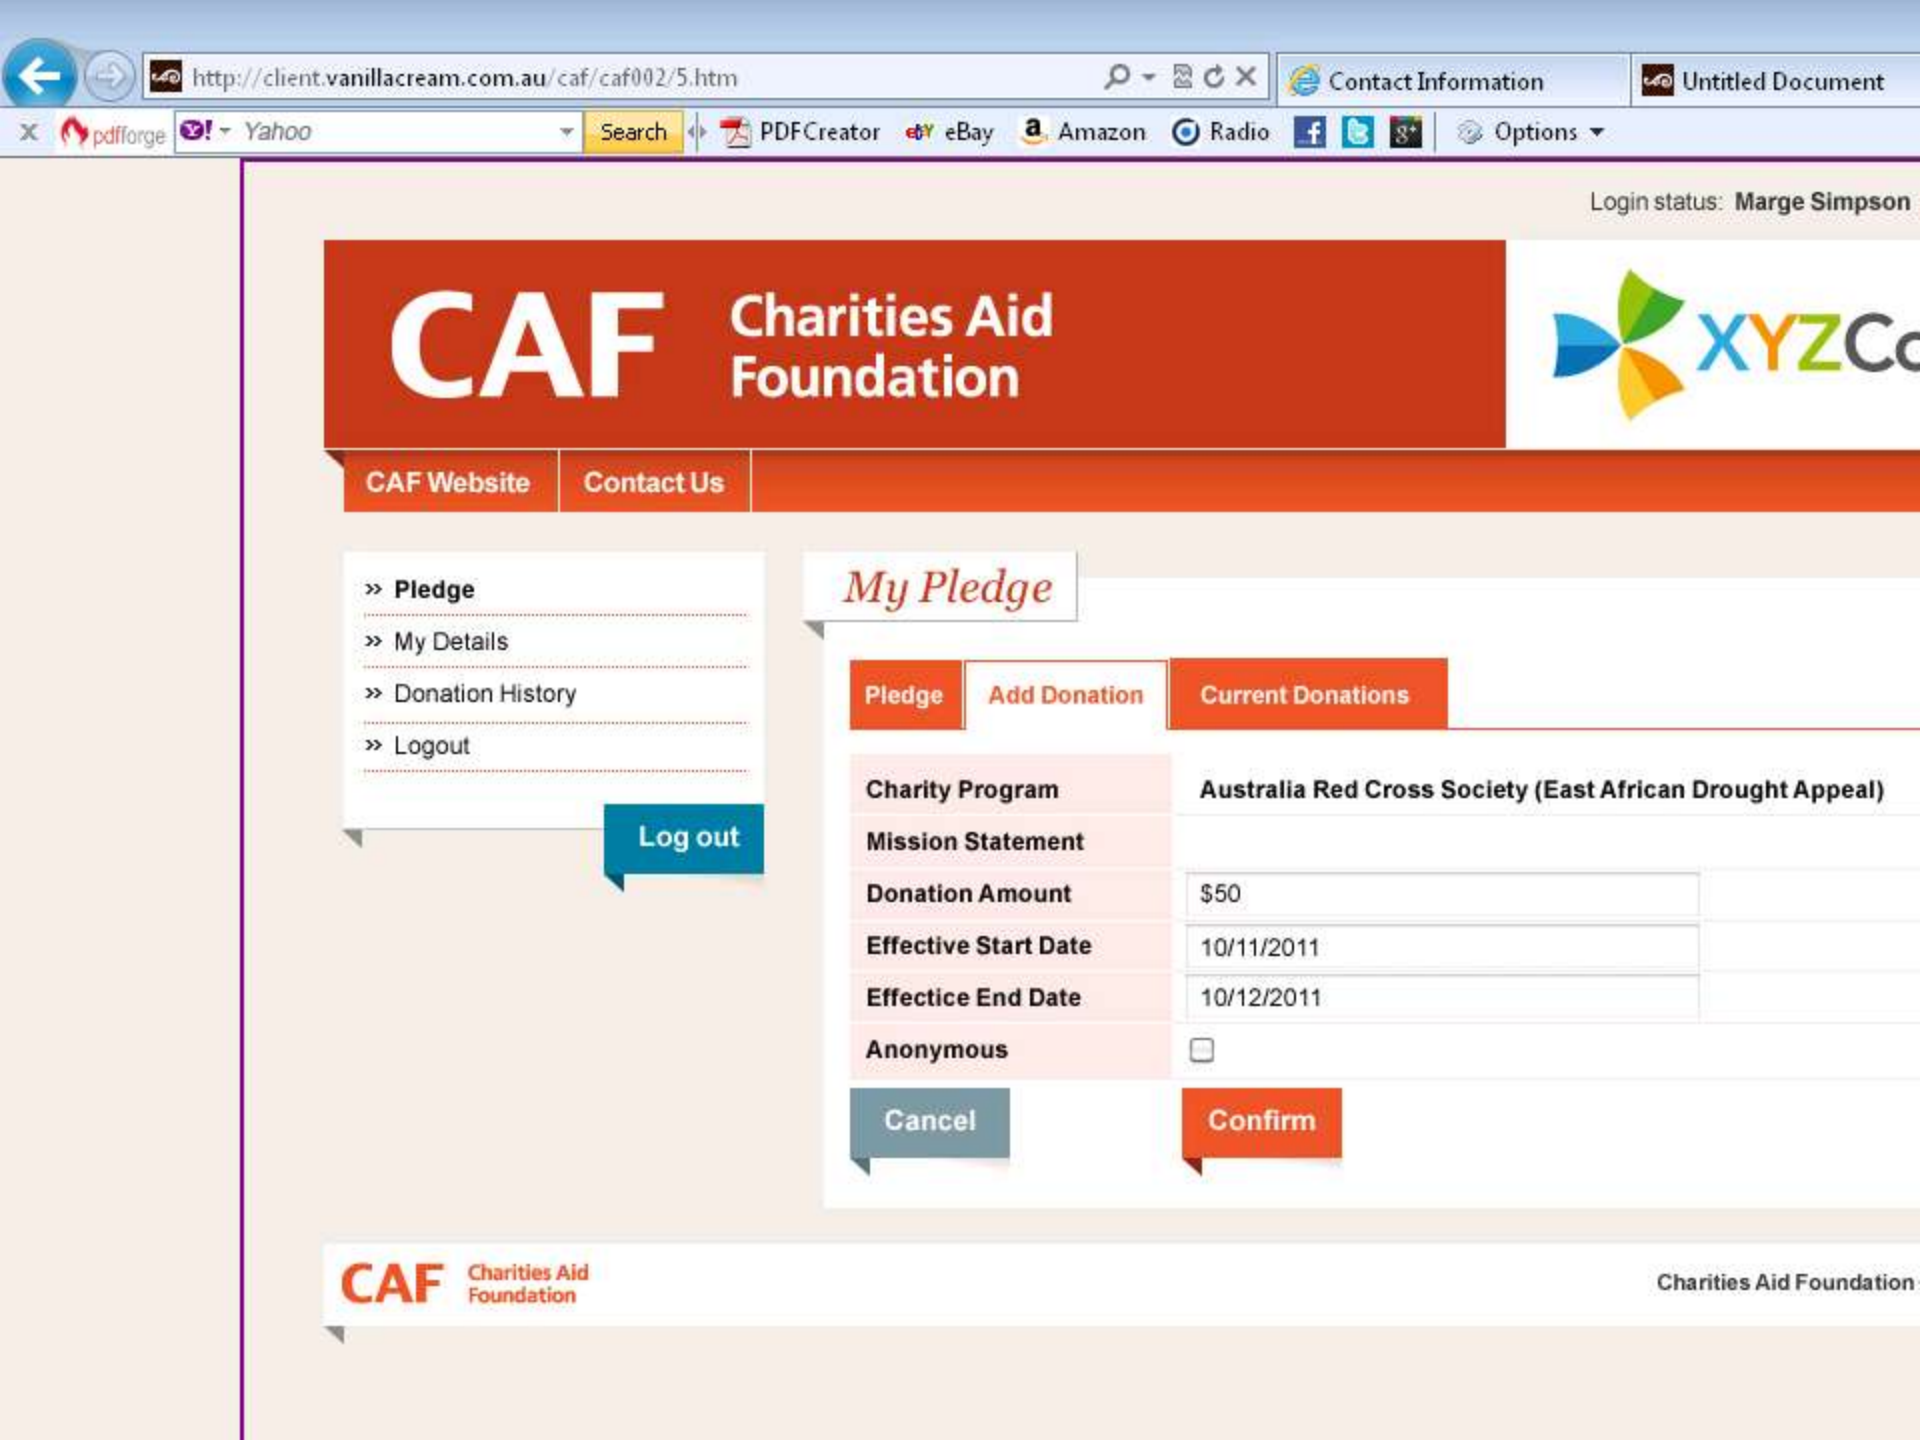 http://client.vanillacream.com.au/caf/caf002/5.htm
Contact Information
Untitled Document
pdfforge
Y!
Yahoo
Search
PDFCreator
eBay
Amazon
Radio
Options
Login status: Marge Simpson
CAF
Charities Aid
Foundation
XYZCo
CAF Website
Contact Us
» Pledge
» My Details
» Donation History
» Logout
Log out
My Pledge
Pledge
Add Donation
Current Donations
Charity Program
Australia Red Cross Society (East African Drought Appeal)
Mission Statement
Donation Amount
$50
Effective Start Date
10/11/2011
Effectice End Date
10/12/2011
Anonymous
Cancel
Confirm
CAF
Charities Aid
Foundation
Charities Aid Foundation